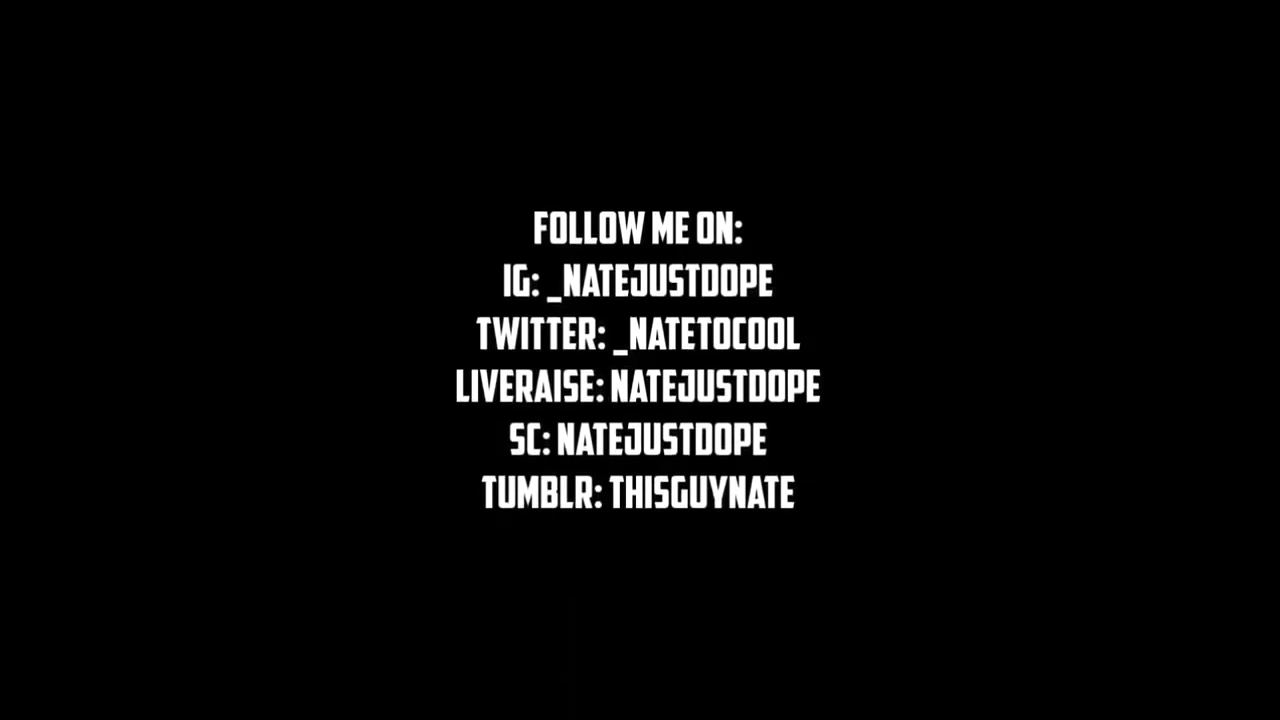 FOLLOW ME ON:
IG: _NATEJUSTDOPE
TWITTER: _NATETOCOOL
LIVERAISE: NATEJUSTDOPE
SC: NATEJUSTDOPE
TUMBLR: THISGUYNATE